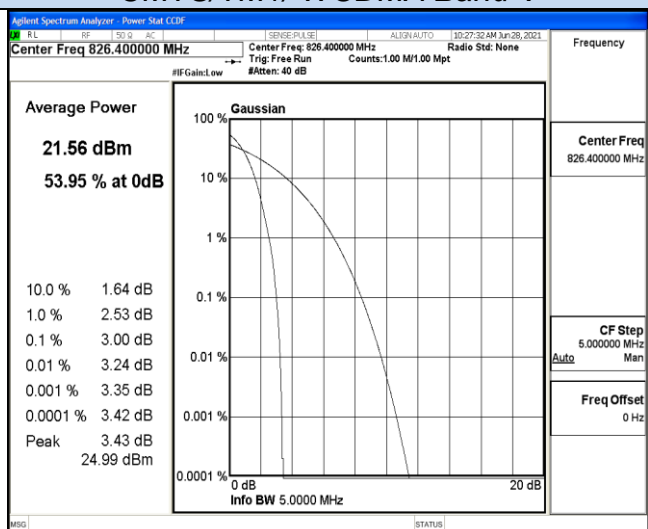 Agilent Spectrum Analyzer - Power Stat CCDF
RL RF 50 Ω AC SENSE:PULSE ALIGN AUTO 10:27:32 AM Jun 28, 2021
Center Freq 826.400000 MHz
Center Freq: 826.400000 MHz Radio Std: None
Trig: Free Run Counts:1.00 M/1.00 Mpt
#IFGain:Low #Atten: 40 dB
Frequency
Average Power
21.56 dBm
53.95 % at 0dB
10.0 % 1.64 dB
1.0 % 2.53 dB
0.1 % 3.00 dB
0.01 % 3.24 dB
0.001 % 3.35 dB
0.0001 % 3.42 dB
Peak 3.43 dB
24.99 dBm
Gaussian
100 %
10 %
1 %
0.1 %
0.01 %
0.001 %
0.0001 %
0 dB 20 dB
Info BW 5.0000 MHz
Center Freq
826.400000 MHz
CF Step
5.000000 MHz
Auto Man
Freq Offset
0 Hz
MSG STATUS